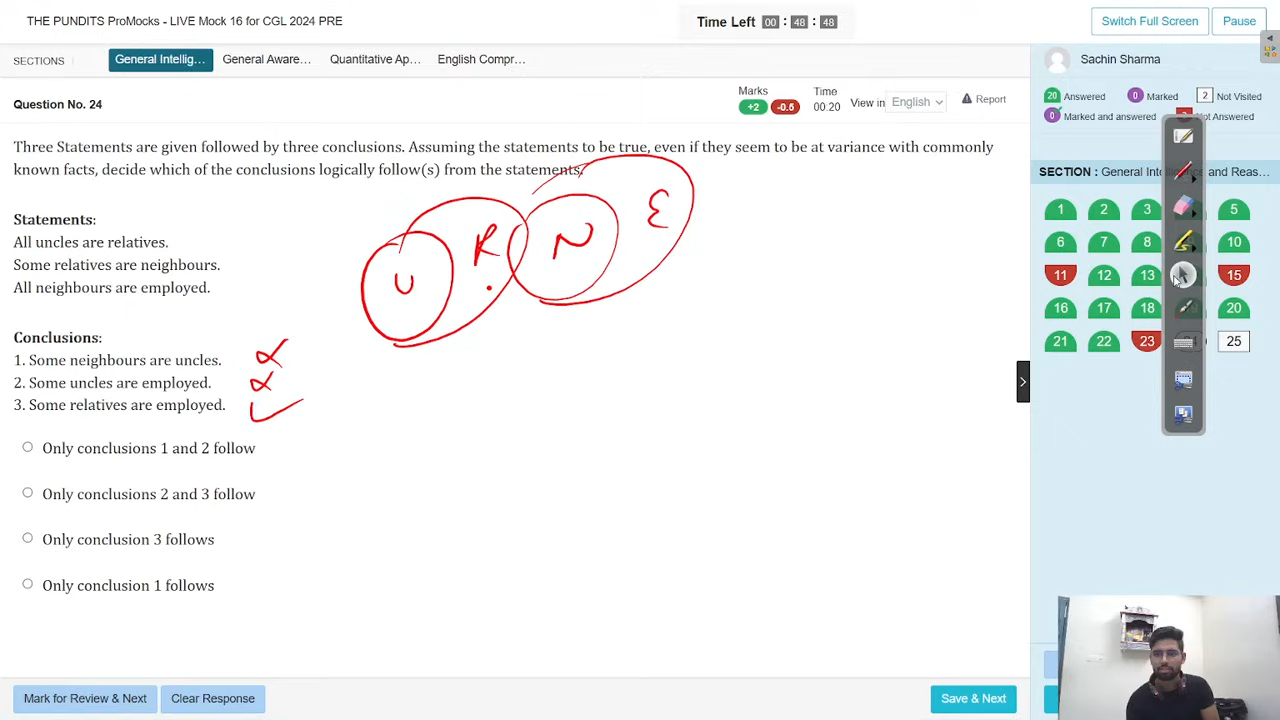 THE PUNDITS ProMocks - LIVE Mock 16 for CGL 2024 PRE
Time Left 00 : 48 : 48
Switch Full Screen
Pause
SECTIONS
General Intellig...
General Aware...
Quantitative Ap...
English Compr...
Sachin Sharma
Question No. 24
Marks
+2 -0.5
Time
00:20
View in English
Report
20 Answered
0 Marked
2 Not Visited
0 Marked and answered
Not Answered
Three Statements are given followed by three conclusions. Assuming the statements to be true, even if they seem to be at variance with commonly
known facts, decide which of the conclusions logically follow(s) from the statements.
SECTION : General Intelligence and Reas...
Statements:
All uncles are relatives.
Some relatives are neighbours.
All neighbours are employed.
U R N E
Conclusions:
1. Some neighbours are uncles.
2. Some uncles are employed.
3. Some relatives are employed.
Only conclusions 1 and 2 follow
Only conclusions 2 and 3 follow
Only conclusion 3 follows
Only conclusion 1 follows
1 2 3 5
6 7 8 10
11 12 13 15
16 17 18 20
21 22 23 25
Mark for Review & Next
Clear Response
Save & Next